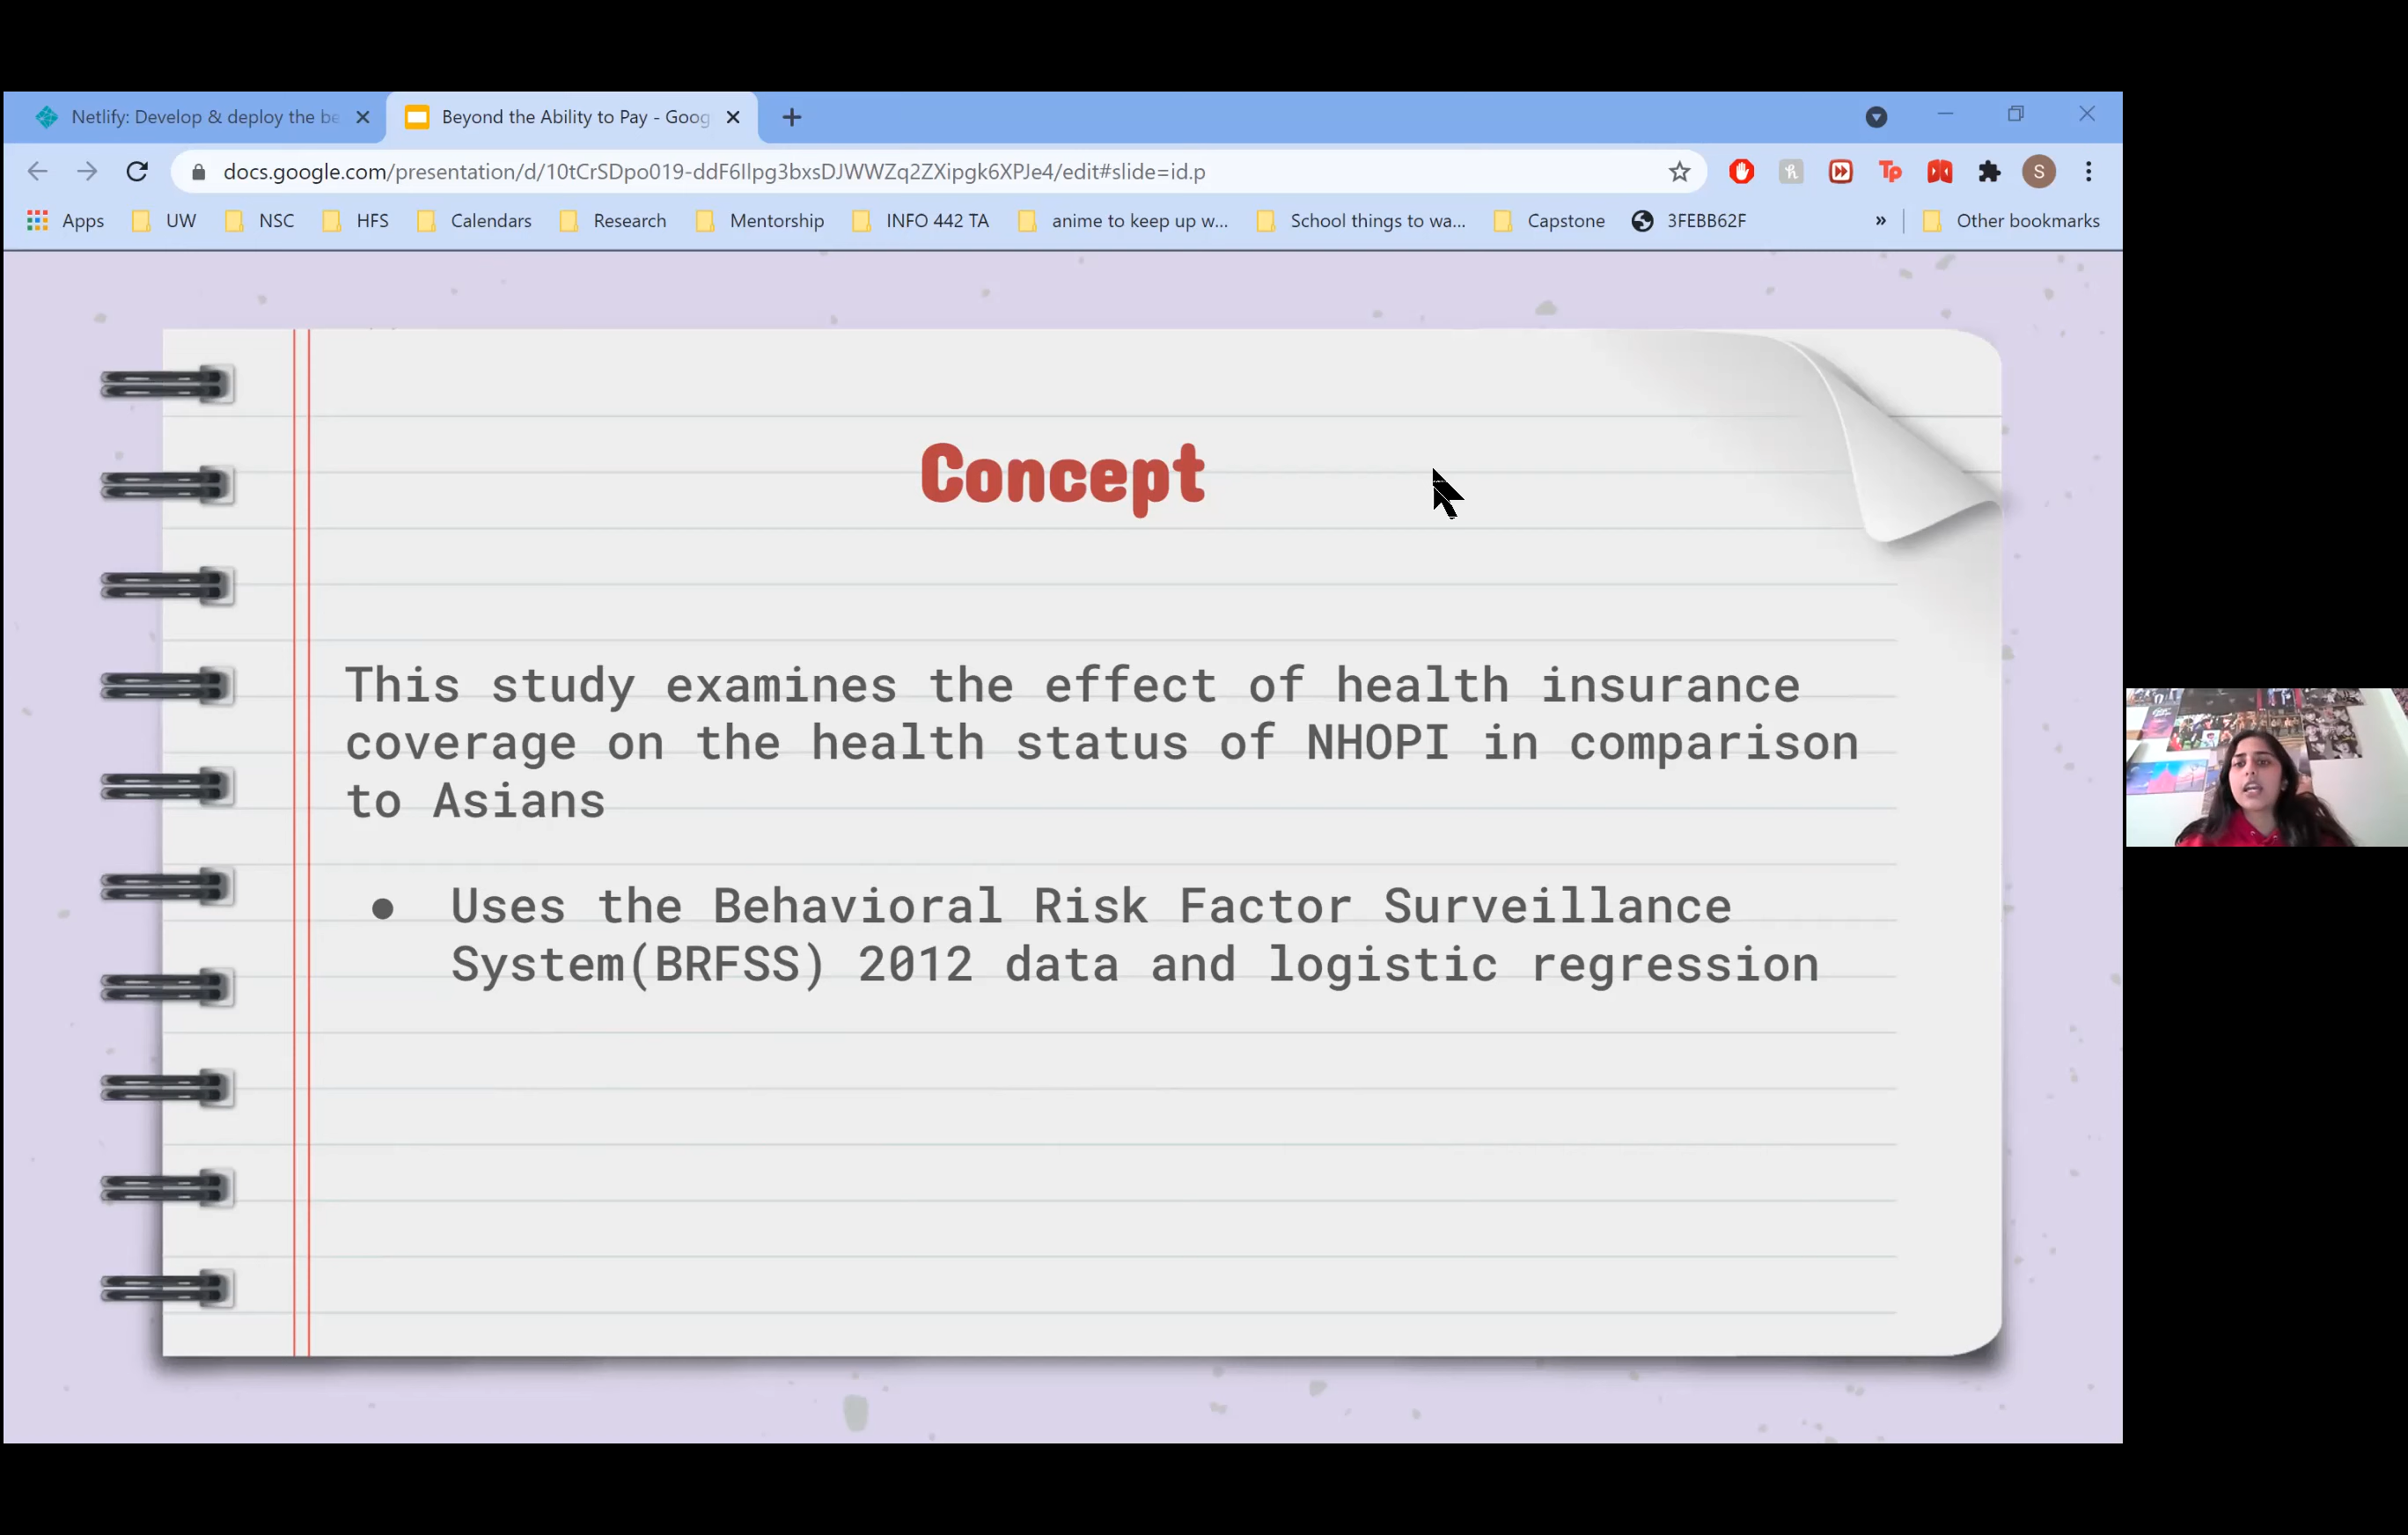 Netlify: Develop & deploy the be
Beyond the Ability to Pay - Goog
docs.google.com/presentation/d/10tCrSDpo019-ddF6Ilpg3bxsDJWWZq2ZXipgk6XPJe4/edit#slide=id.p
Tp
S
Apps UW NSC HFS Calendars Research Mentorship INFO 442 TA anime to keep up w... School things to wa... Capstone 3FEBB62F » Other bookmarks
Concept
This study examines the effect of health insurance
coverage on the health status of NHOPI in comparison
to Asians
● Uses the Behavioral Risk Factor Surveillance
System(BRFSS) 2012 data and logistic regression